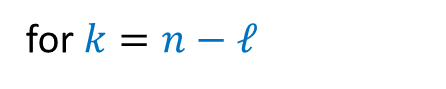 for k = n − ℓ